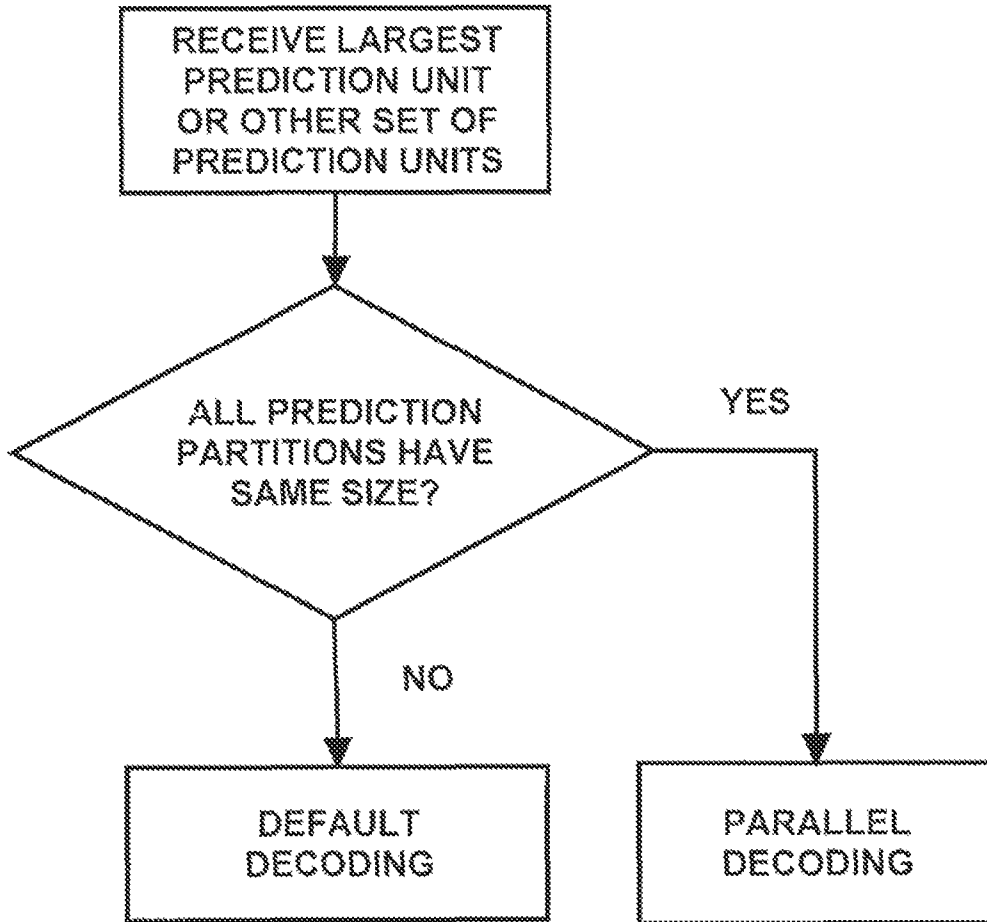 RECEIVE LARGEST
PREDICTION UNIT
OR OTHER SET OF
PREDICTION UNITS
ALL PREDICTION
PARTITIONS HAVE
SAME SIZE?
YES
NO
DEFAULT
DECODING
PARALLEL
DECODING